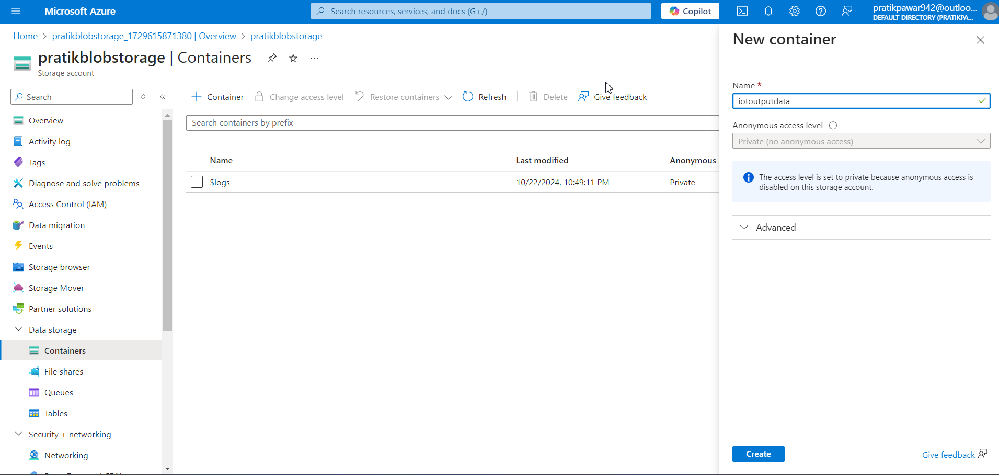 Microsoft Azure
Search resources, services, and docs (G+/)
Copilot
pratikpawar942@outloo...
DEFAULT DIRECTORY (PRATIKPA...
Home > pratikblobstorage_1729615871380 | Overview > pratikblobstorage
pratikblobstorage | Containers
Storage account
Search
Overview
Activity log
Tags
Diagnose and solve problems
Access Control (IAM)
Data migration
Events
Storage browser
Storage Mover
Partner solutions
Data storage
Containers
File shares
Queues
Tables
Security + networking
Networking
Container
Change access level
Restore containers
Refresh
Delete
Give feedback
Search containers by prefix
Name Last modified Anonymous
$logs 10/22/2024, 10:49:11 PM Private
New container
Name *
iotoutputdata
Anonymous access level
Private (no anonymous access)
The access level is set to private because anonymous access is
disabled on this storage account.
Advanced
Create
Give feedback